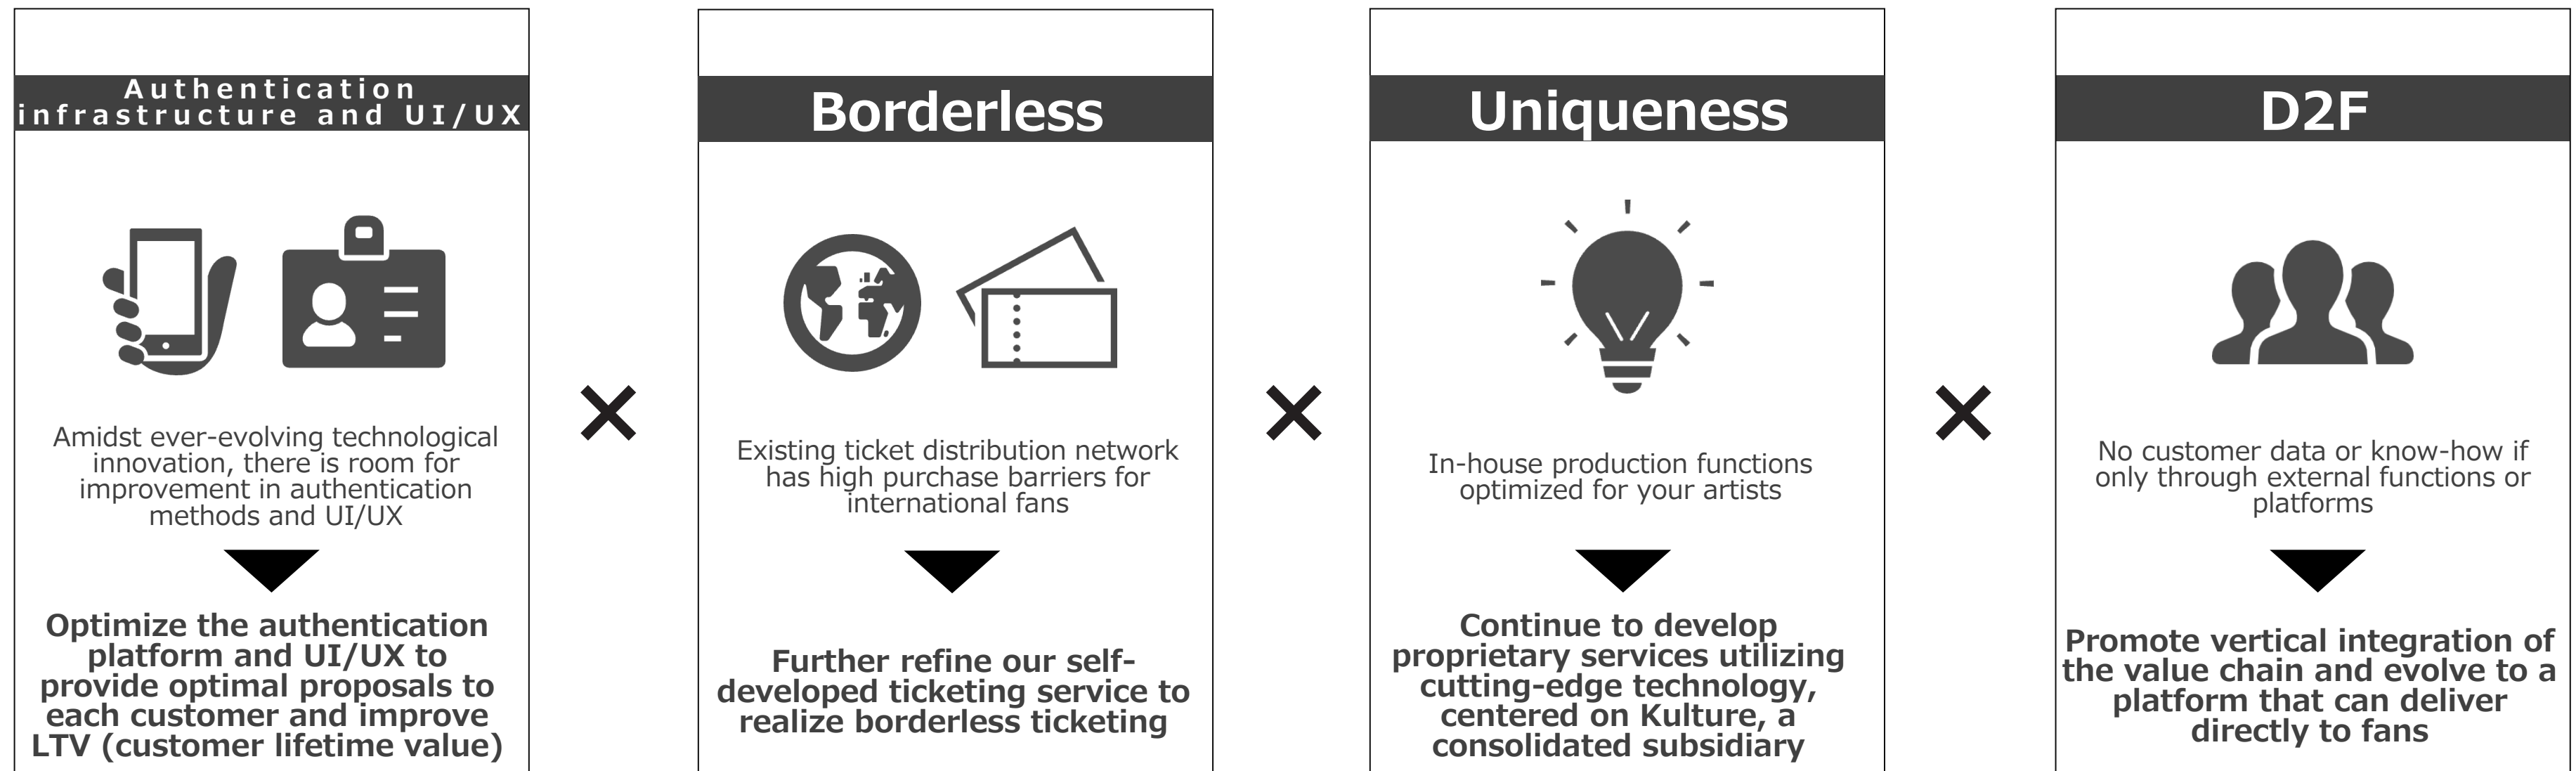 Authentication
infrastructure and UI/UX
Amidst ever-evolving technological
innovation, there is room for
improvement in authentication
methods and UI/UX
Optimize the authentication
platform and UI/UX to
provide optimal proposals to
each customer and improve
LTV (customer lifetime value)
×
Borderless
Existing ticket distribution network
has high purchase barriers for
international fans
Further refine our self-
developed ticketing service to
realize borderless ticketing
×
Uniqueness
In-house production functions
optimized for your artists
Continue to develop
proprietary services utilizing
cutting-edge technology,
centered on Kulture, a
consolidated subsidiary
×
D2F
No customer data or know-how if
only through external functions or
platforms
Promote vertical integration of
the value chain and evolve to a
platform that can deliver
directly to fans